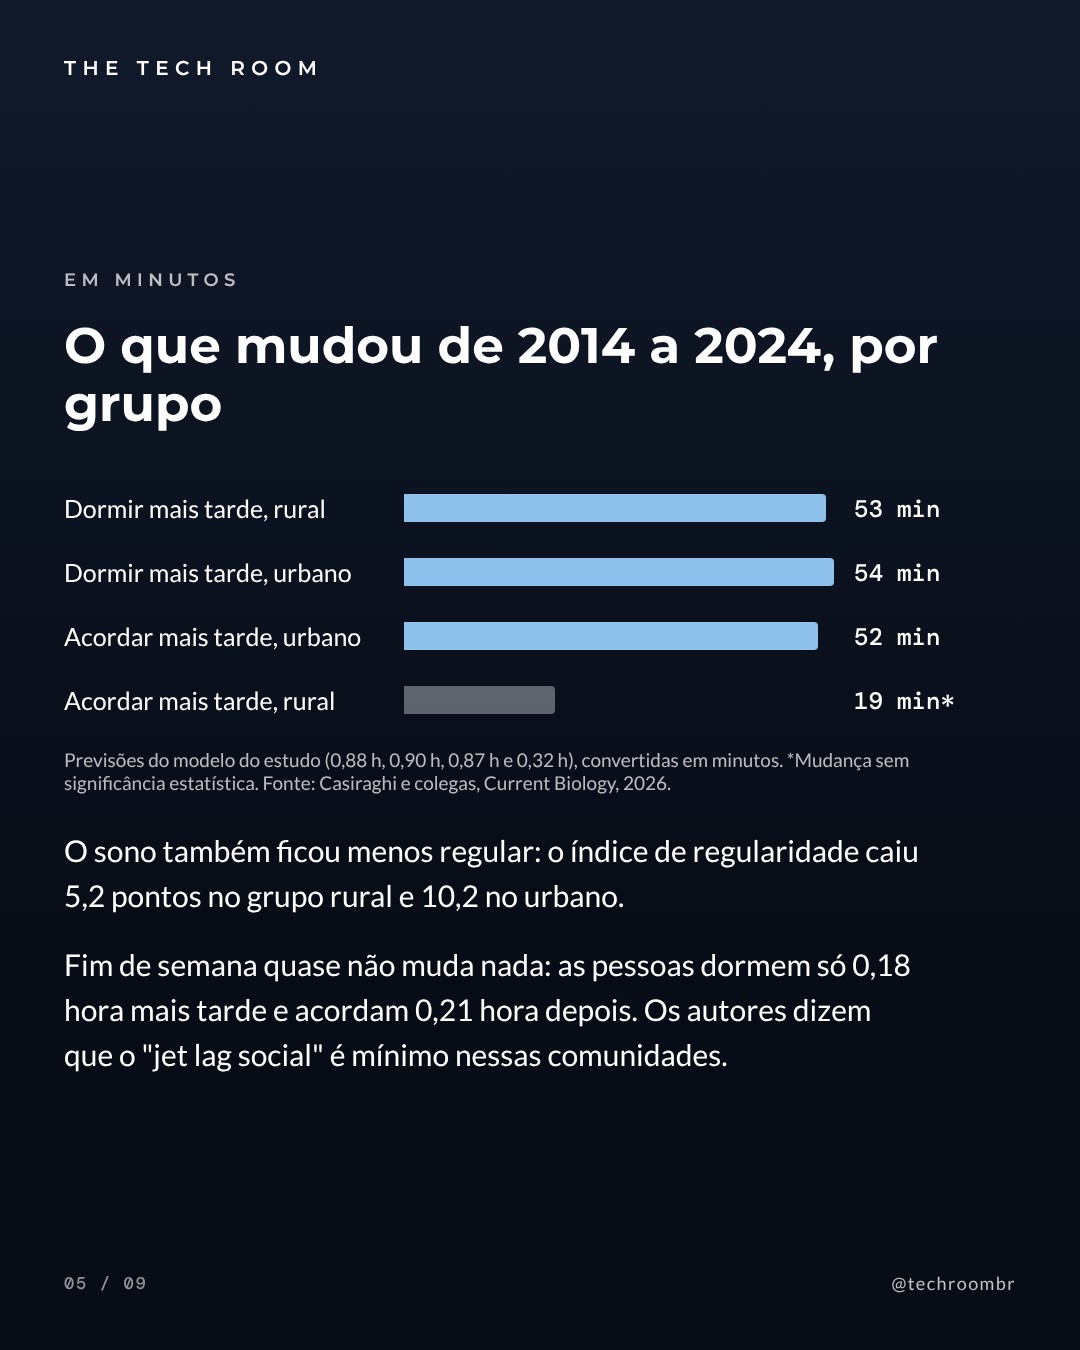 THE TECH ROOM
EM MINUTOS
O que mudou de 2014 a 2024, por
grupo
Dormir mais tarde, rural 53 min
Dormir mais tarde, urbano 54 min
Acordar mais tarde, urbano 52 min
Acordar mais tarde, rural 19 min*
Previsões do modelo do estudo (0,88 h, 0,90 h, 0,87 h e 0,32 h), convertidas em minutos. *Mudança sem
significância estatística. Fonte: Casiraghi e colegas, Current Biology, 2026.
O sono também ficou menos regular: o índice de regularidade caiu
5,2 pontos no grupo rural e 10,2 no urbano.
Fim de semana quase não muda nada: as pessoas dormem só 0,18
hora mais tarde e acordam 0,21 hora depois. Os autores dizem
que o "jet lag social" é mínimo nessas comunidades.
05 / 09
@techroombr